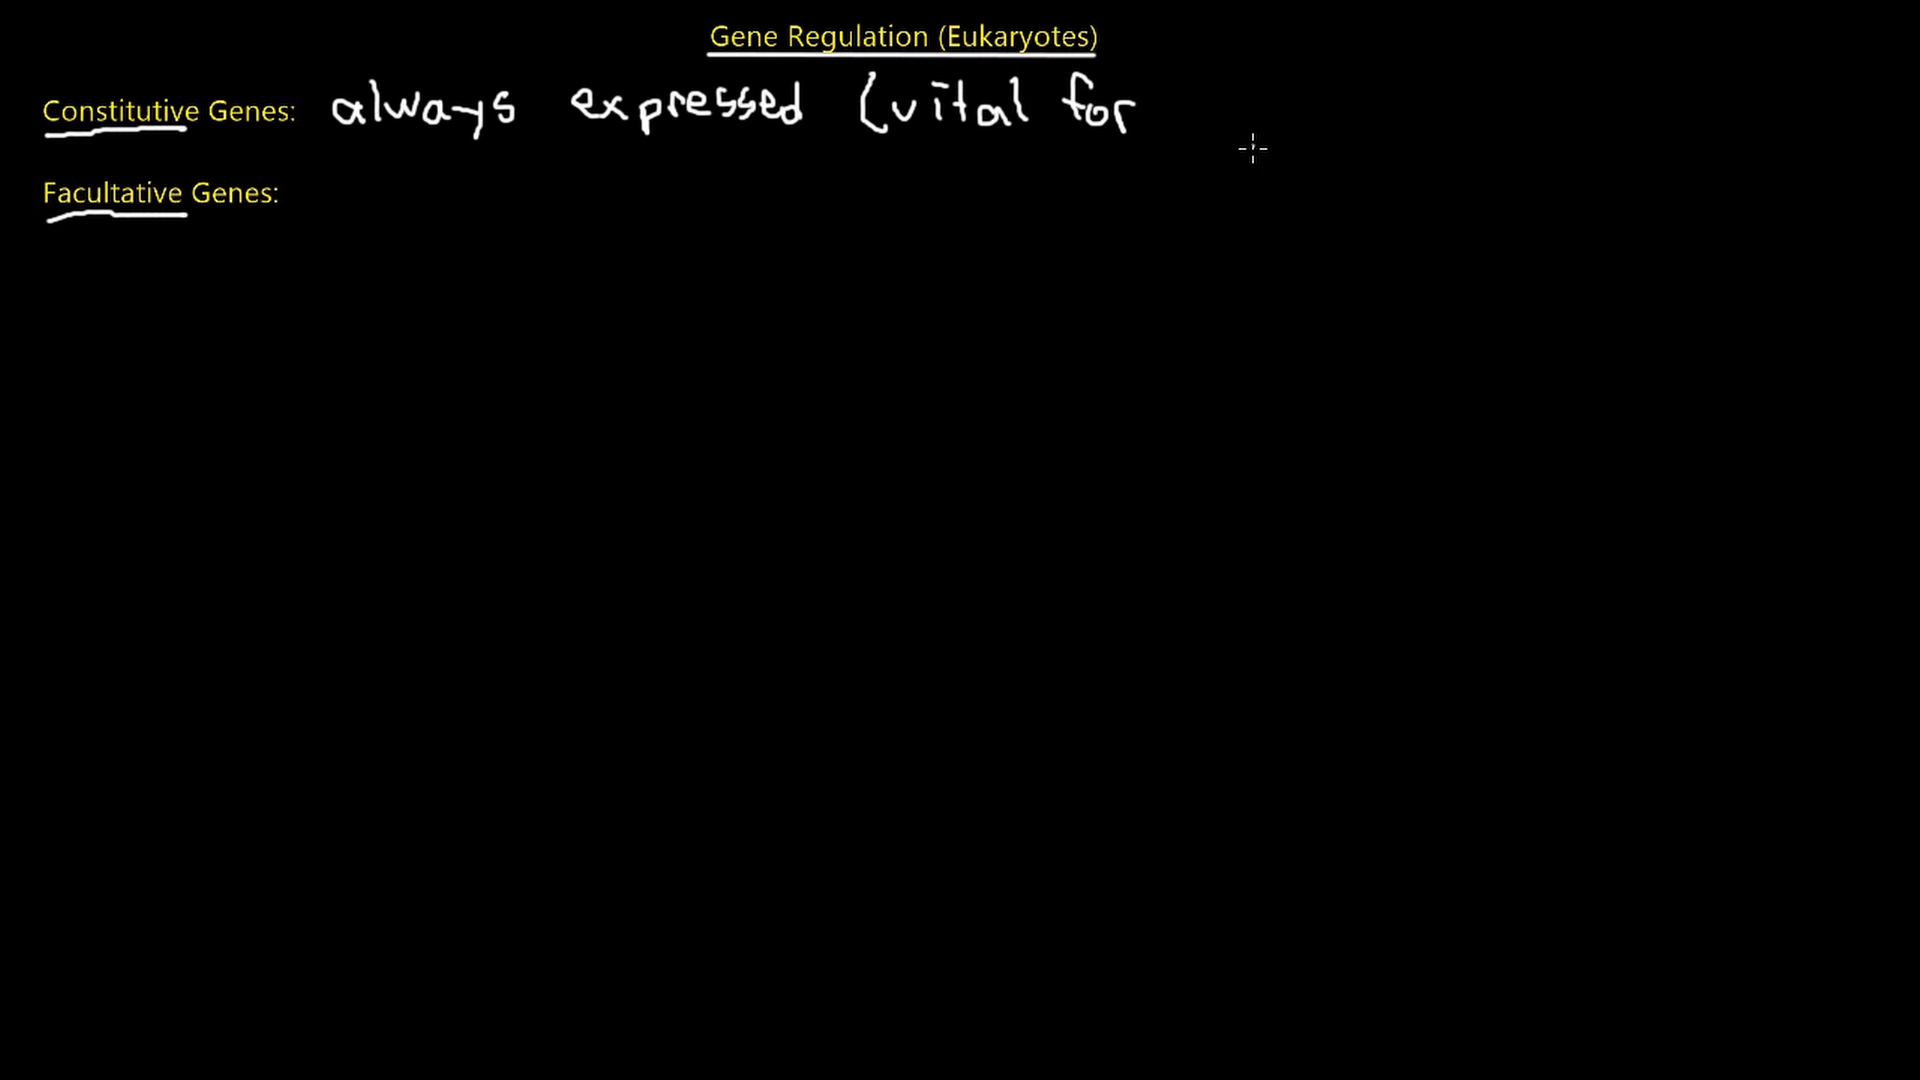 Gene Regulation (Eukaryotes)
Constitutive Genes: always expressed (vital for
Facultative Genes: